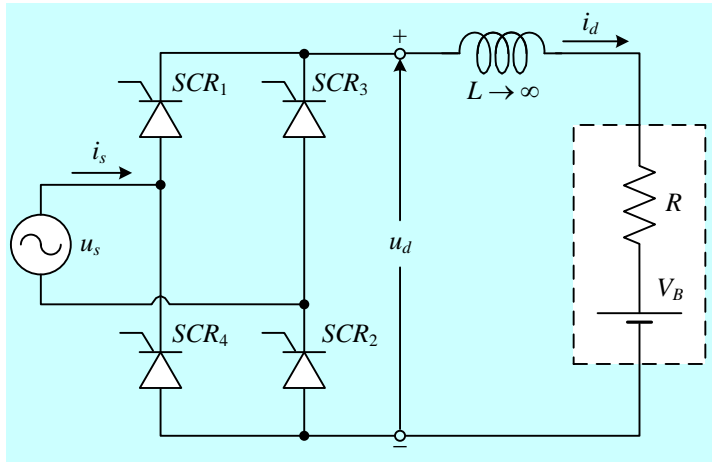 +
i_d
SCR₁
SCR₃
L → ∞
i_s
R
u_s
u_d
V_B
SCR₄
SCR₂
−